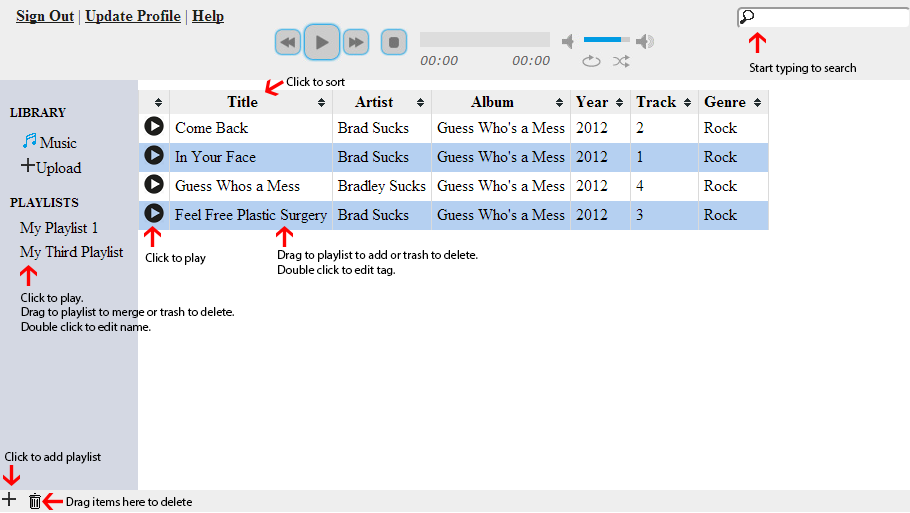 Sign Out | Update Profile | Help
00:00 00:00
Start typing to search
Click to sort
LIBRARY
Music
Upload
PLAYLISTS
My Playlist 1
My Third Playlist
Click to play.
Drag to playlist to merge or trash to delete.
Double click to edit name.
Title Artist Album Year Track Genre
Come Back Brad Sucks Guess Who's a Mess 2012 2 Rock
In Your Face Brad Sucks Guess Who's a Mess 2012 1 Rock
Guess Whos a Mess Bradley Sucks Guess Who's a Mess 2012 4 Rock
Feel Free Plastic Surgery Brad Sucks Guess Who's a Mess 2012 3 Rock
Click to play
Drag to playlist to add or trash to delete.
Double click to edit tag.
Click to add playlist
Drag items here to delete